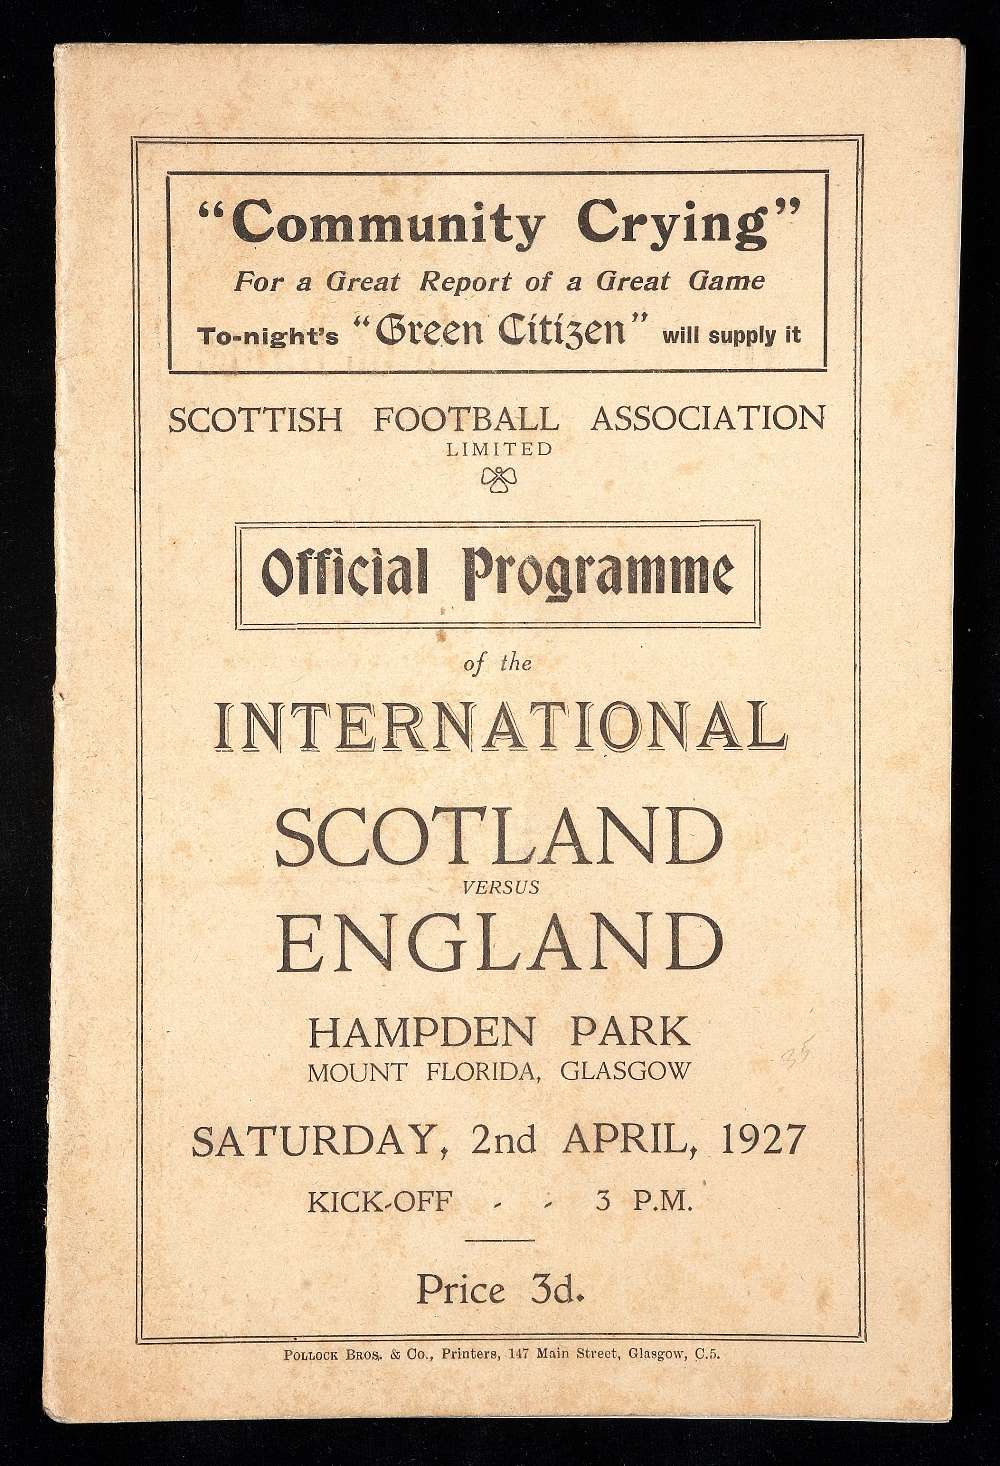 "Community Crying"
For a Great Report of a Great Game
To-night's "Green Citizen" will supply it
SCOTTISH FOOTBALL ASSOCIATION
LIMITED
Official Programme
of the
INTERNATIONAL
SCOTLAND
VERSUS
ENGLAND
HAMPDEN PARK
MOUNT FLORIDA, GLASGOW
35
SATURDAY, 2nd APRIL, 1927
KICK-OFF - - 3 P.M.
Price 3d.
POLLOCK BROS. & Co., Printers, 147 Main Street, Glasgow, C.5.